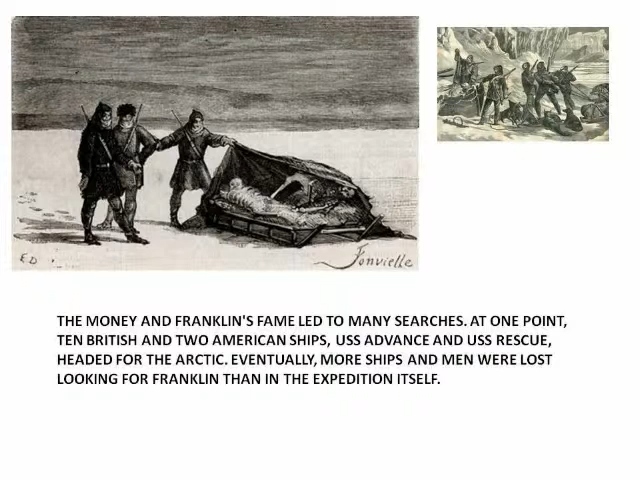 E D
Fonvielle
THE MONEY AND FRANKLIN'S FAME LED TO MANY SEARCHES. AT ONE POINT,
TEN BRITISH AND TWO AMERICAN SHIPS, USS ADVANCE AND USS RESCUE,
HEADED FOR THE ARCTIC. EVENTUALLY, MORE SHIPS AND MEN WERE LOST
LOOKING FOR FRANKLIN THAN IN THE EXPEDITION ITSELF.